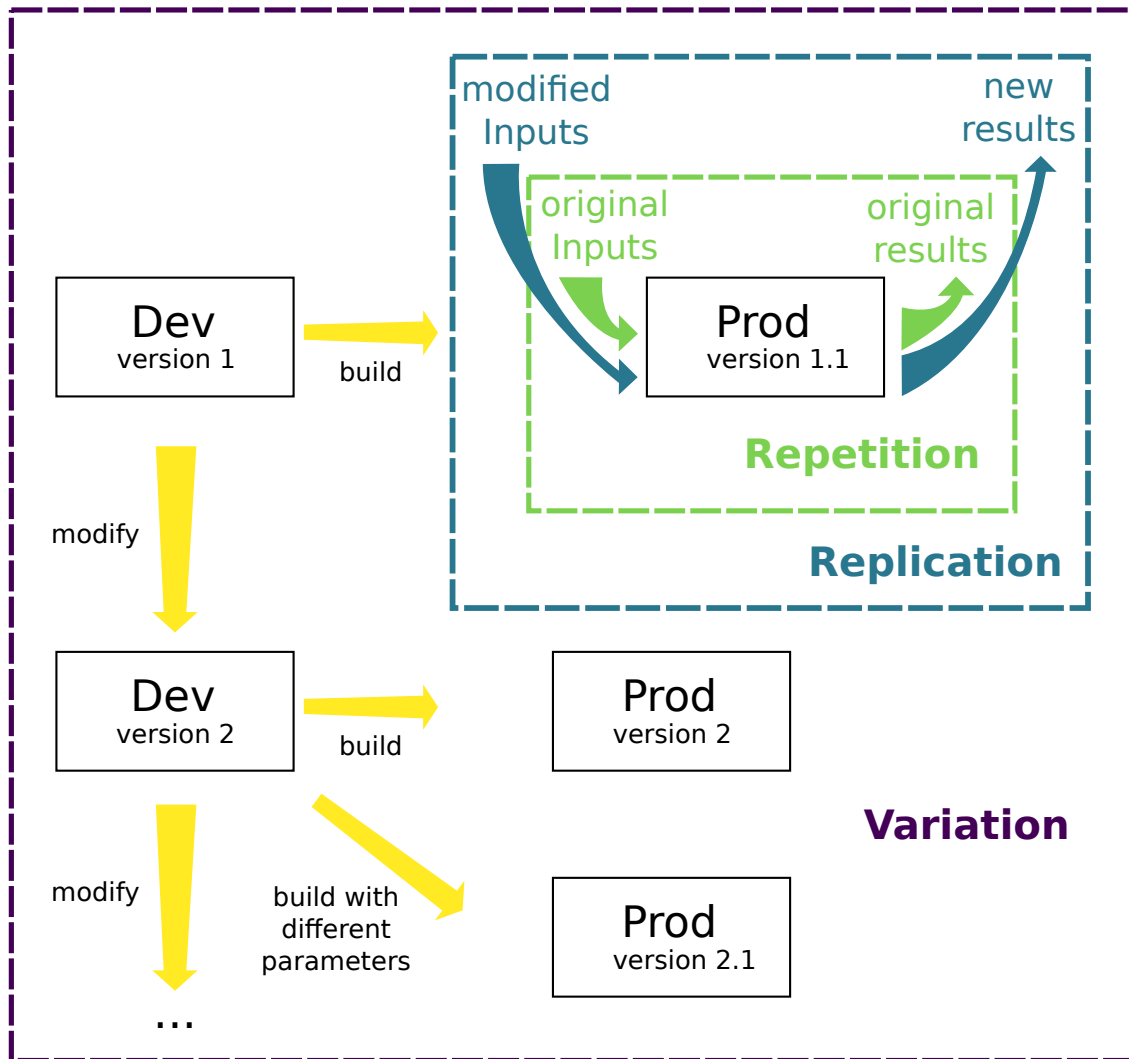 modified
Inputs
new
results
original
Inputs
original
results
Dev
version 1
build
Prod
version 1.1
Repetition
Replication
modify
Dev
version 2
build
Prod
version 2
Variation
modify
build with
different
parameters
Prod
version 2.1
...